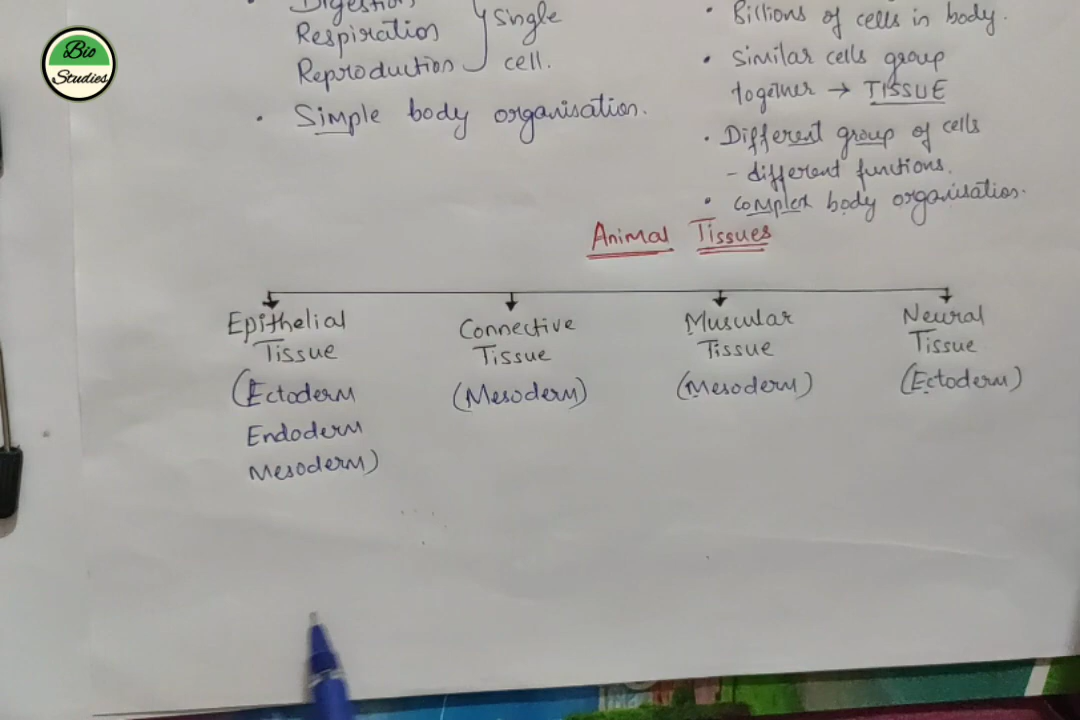 Bio
Studies
Digestion
Respiration
Reproduction
single
cell.
• Simple body organisation.
• Billions of cells in body.
• Similar cells group
together → TISSUE
• Different group of cells
- different functions.
• complex body organisation.
Animal Tissues
Epithelial
Tissue
(Ectoderm
Endoderm
Mesoderm)
Connective
Tissue
(Mesoderm)
Muscular
Tissue
(Mesoderm)
Neural
Tissue
(Ectoderm)